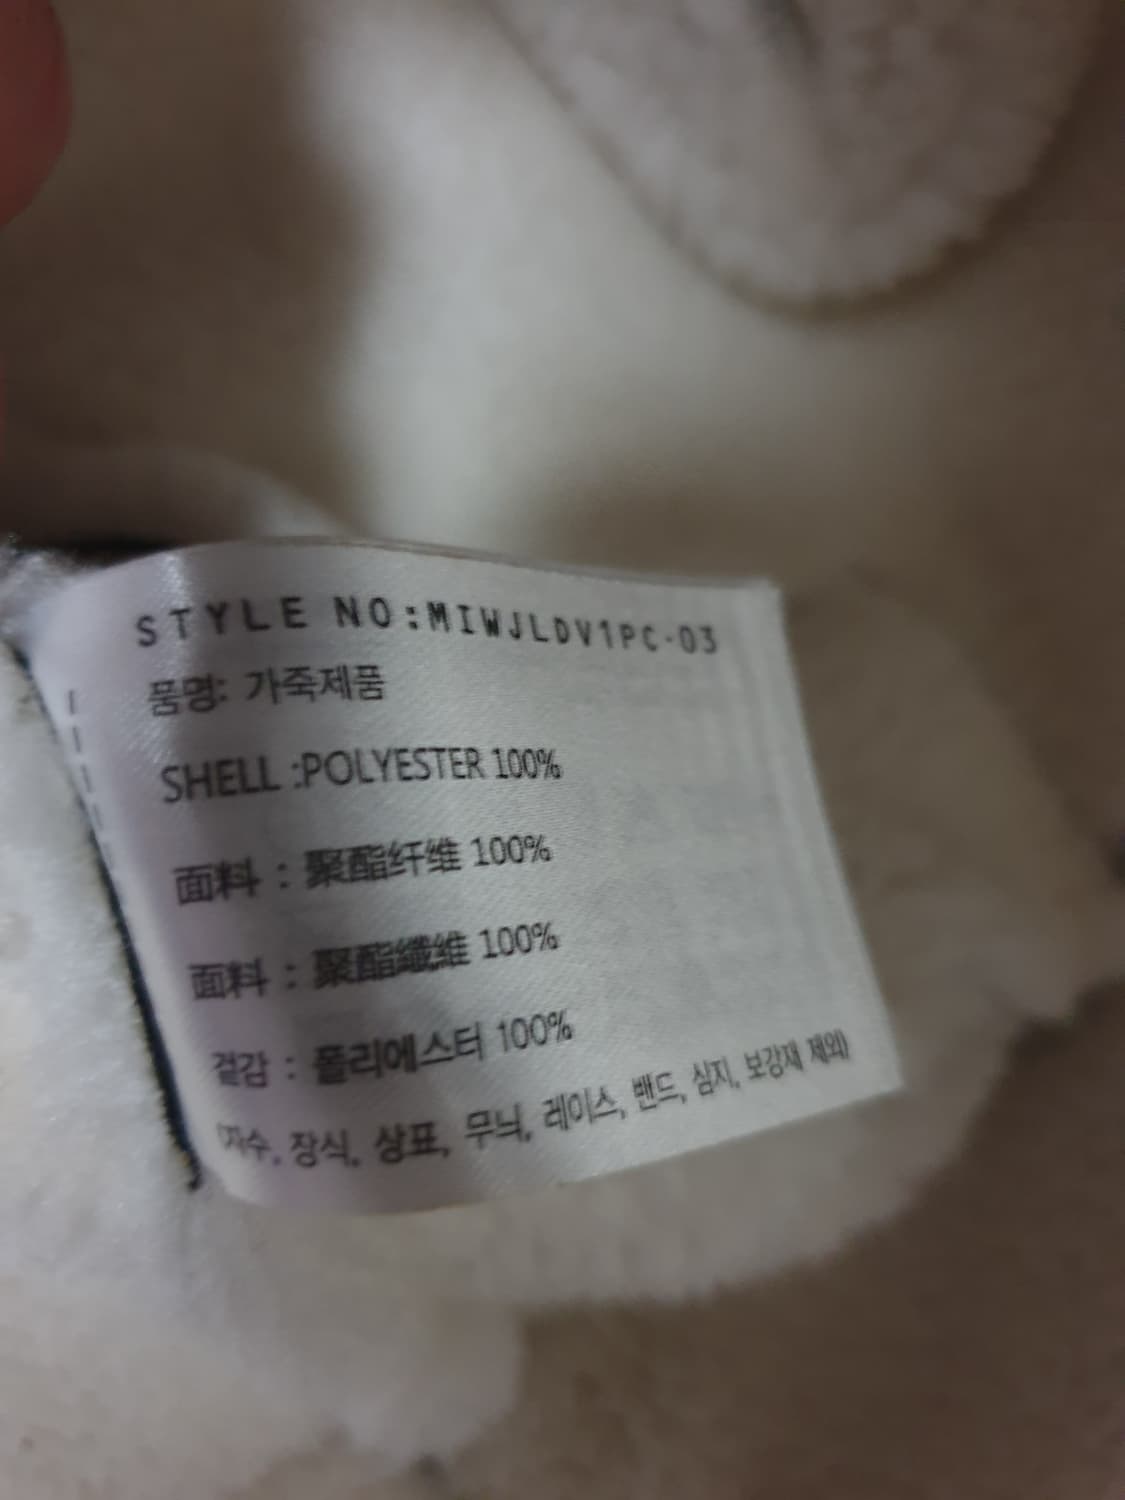 STYLE NO:MIWJLDV1PC-03
품명: 가죽제품
SHELL :POLYESTER 100%
面料 : 聚酯纤维 100%
面料 : 聚酯纖維 100%
겉감 : 폴리에스터 100%
(자수, 장식, 상표, 무늬, 레이스, 밴드, 심지, 보강재 제외)